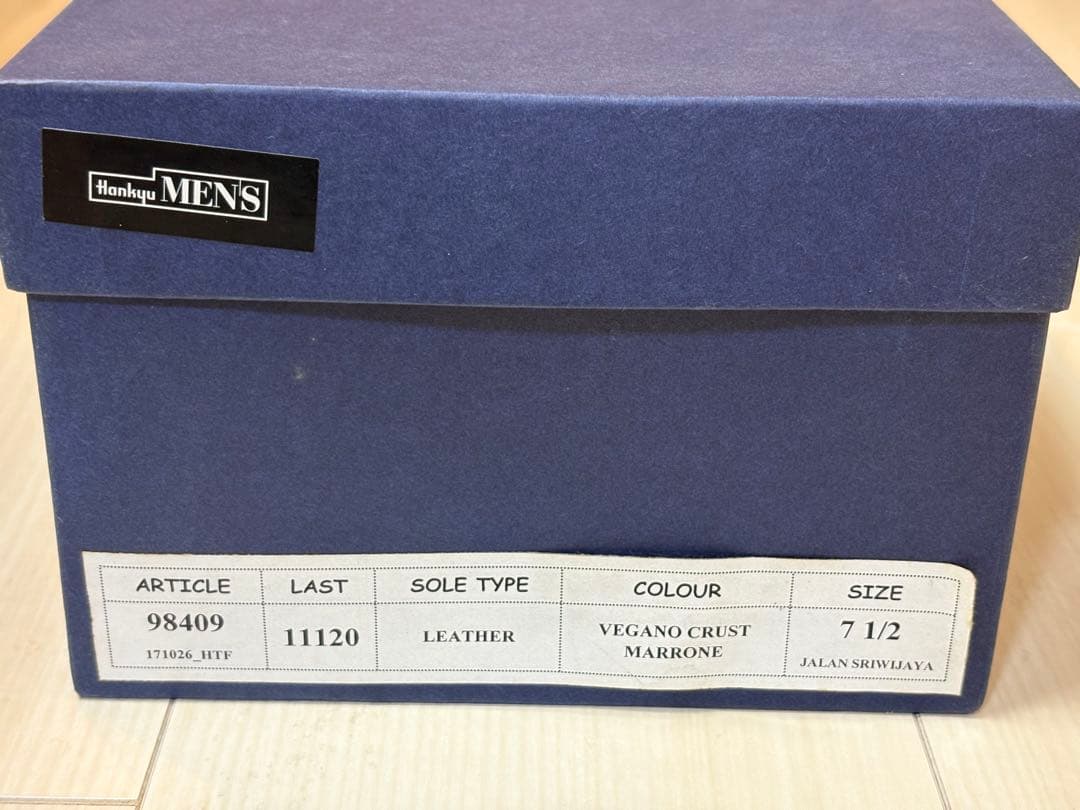 Hankyu MEN'S
ARTICLE LAST SOLE TYPE COLOUR SIZE
98409 11120 LEATHER VEGANO CRUST 7 1/2
171026_HTF MARRONE JALAN SRIWIJAYA